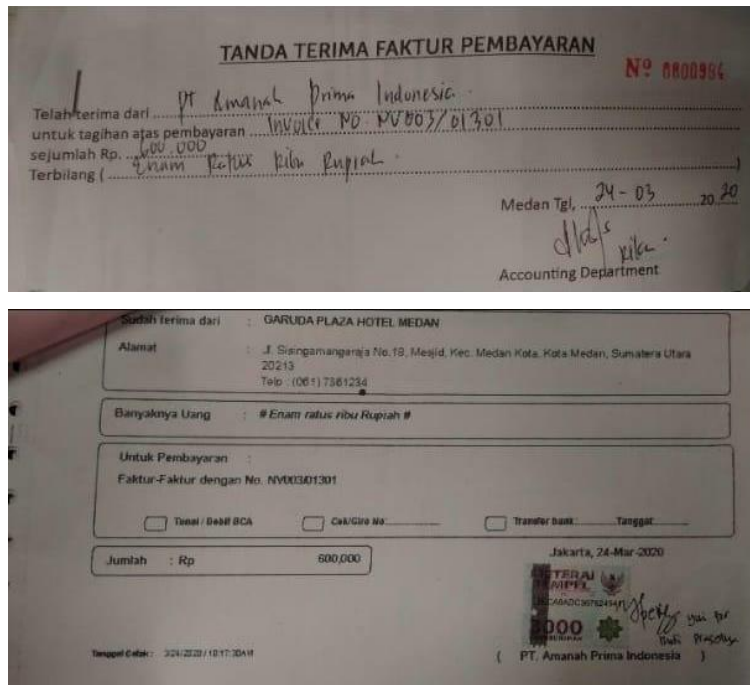 TANDA TERIMA FAKTUR PEMBAYARAN
Nº 0800994
Telah terima dari PT Amanah Prima Indonesia.
untuk tagihan atas pembayaran Invoice NO. NV003/01301
sejumlah Rp. 600.000
Terbilang ( Enam Ratus Ribu Rupiah. )
Medan Tgl, 24-03 2020
Rika.
Accounting Department
Sudah terima dari : GARUDA PLAZA HOTEL MEDAN
Alamat : Jl. Sisingamangaraja No.18, Mesjid, Kec. Medan Kota, Kota Medan, Sumatera Utara
20213
Telp : (061) 7361234
Banyaknya Uang : # Enam ratus ribu Rupiah #
Untuk Pembayaran :
Faktur-Faktur dengan No. NV003/01301
Tunai / Debit BCA Cek/Giro No: Transfer bank: Tanggal:
Jumlah : Rp 600,000
Jakarta, 24-Mar-2020
METERAI
TEMPEL
Tanggal Cetak : 3/24/2020 / 10:17:30AM
( PT. Amanah Prima Indonesia )